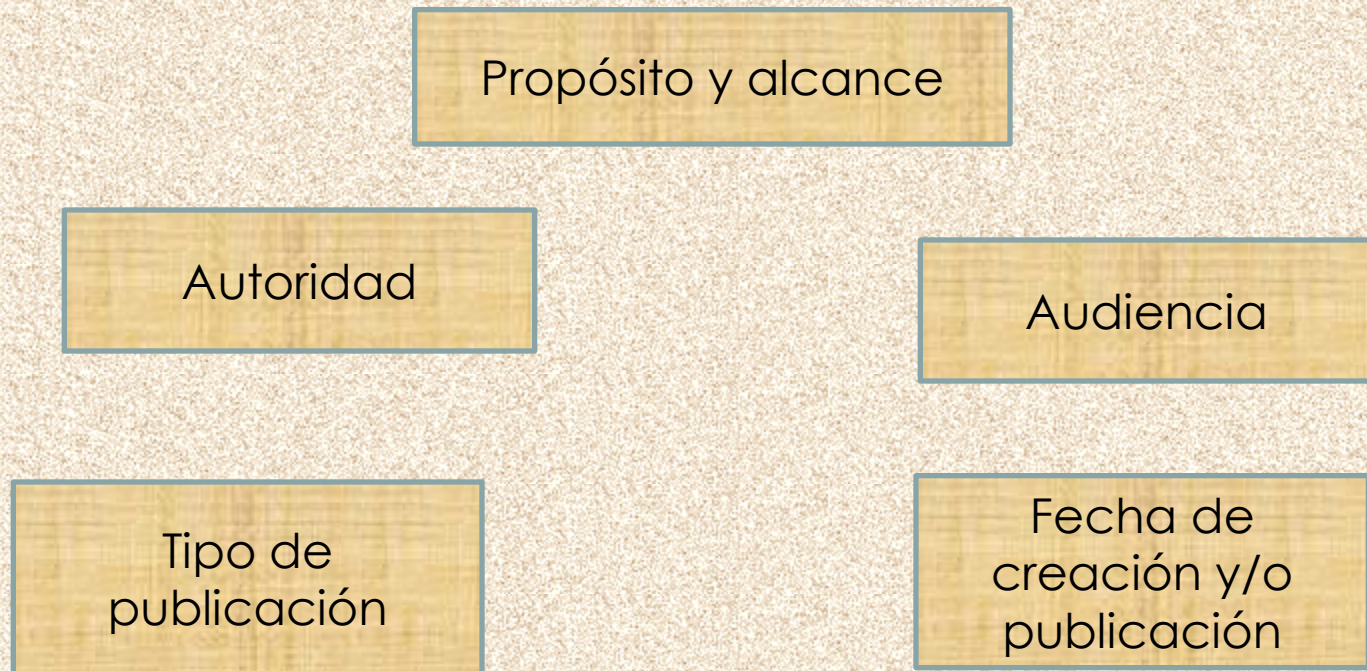 Propósito y alcance
Autoridad
Audiencia
Tipo de
publicación
Fecha de
creación y/o
publicación